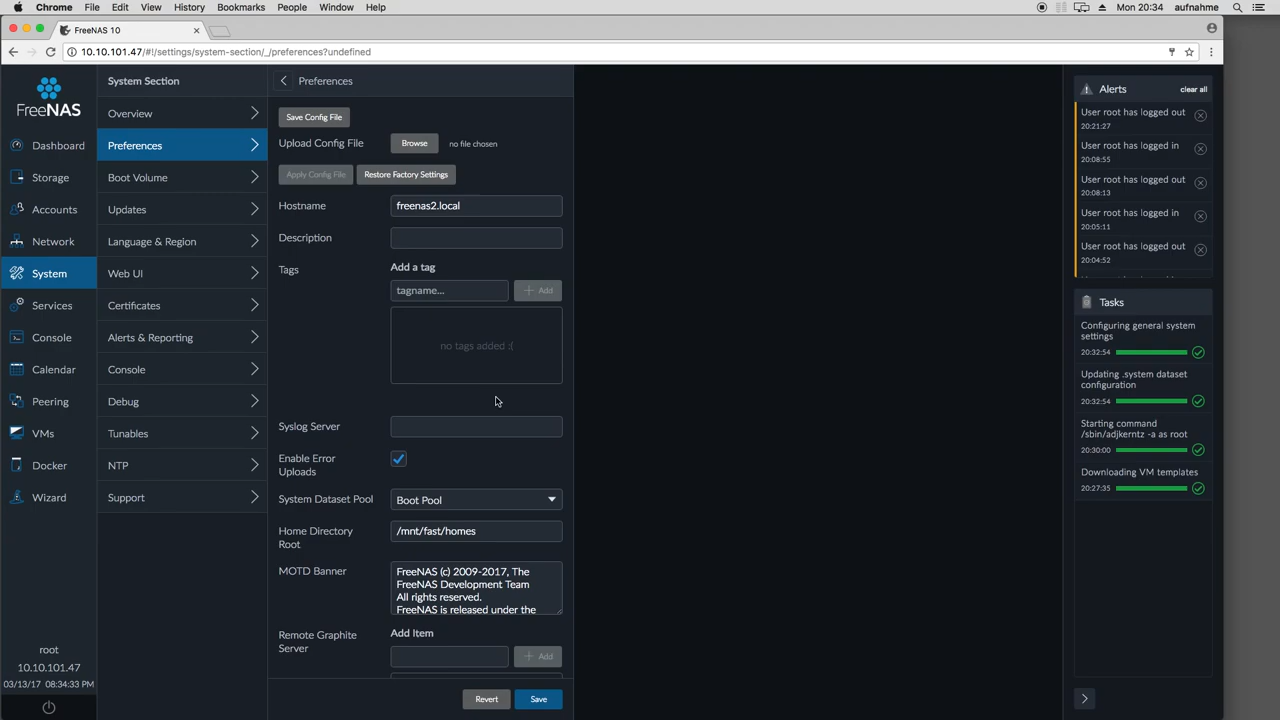 Chrome File Edit View History Bookmarks People Window Help
Mon 20:34 aufnahme
FreeNAS 10
10.10.101.47/#!/settings/system-section/_/preferences?undefined
FreeNAS
Dashboard
Storage
Accounts
Network
System
Services
Console
Calendar
Peering
VMs
Docker
Wizard
root
10.10.101.47
03/13/17 08:34:33 PM
System Section
Overview
Preferences
Boot Volume
Updates
Language & Region
Web UI
Certificates
Alerts & Reporting
Console
Debug
Tunables
NTP
Support
Preferences
Save Config File
Upload Config File Browse no file chosen
Apply Config File Restore Factory Settings
Hostname freenas2.local
Description
Tags Add a tag
tagname... + Add
no tags added :(
Syslog Server
Enable Error
Uploads
System Dataset Pool Boot Pool
Home Directory
Root
/mnt/fast/homes
MOTD Banner
FreeNAS (c) 2009-2017, The
FreeNAS Development Team
All rights reserved.
FreeNAS is released under the
Remote Graphite
Server
Add Item
+ Add
Revert Save
Alerts clear all
User root has logged out
20:21:27
User root has logged in
20:08:55
User root has logged out
20:08:13
User root has logged in
20:05:11
User root has logged out
20:04:52
Tasks
Configuring general system
settings
20:32:54
Updating .system dataset
configuration
20:32:54
Starting command
/sbin/adjkerntz -a as root
20:30:00
Downloading VM templates
20:27:35